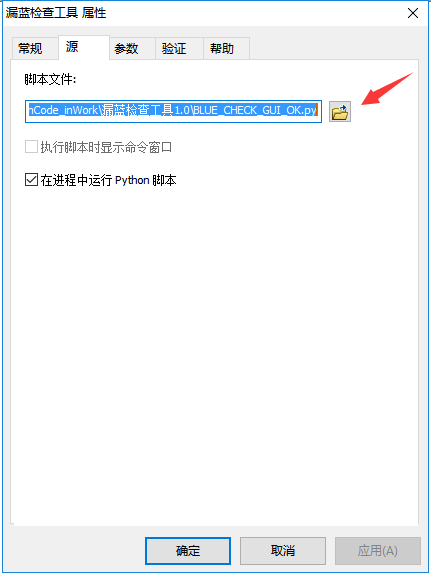 漏蓝检查工具 属性
常规 源 参数 验证 帮助
脚本文件:
nCode_inWork\漏蓝检查工具1.0\BLUE_CHECK_GUI_OK.py
执行脚本时显示命令窗口
在进程中运行 Python 脚本
确定 取消 应用(A)